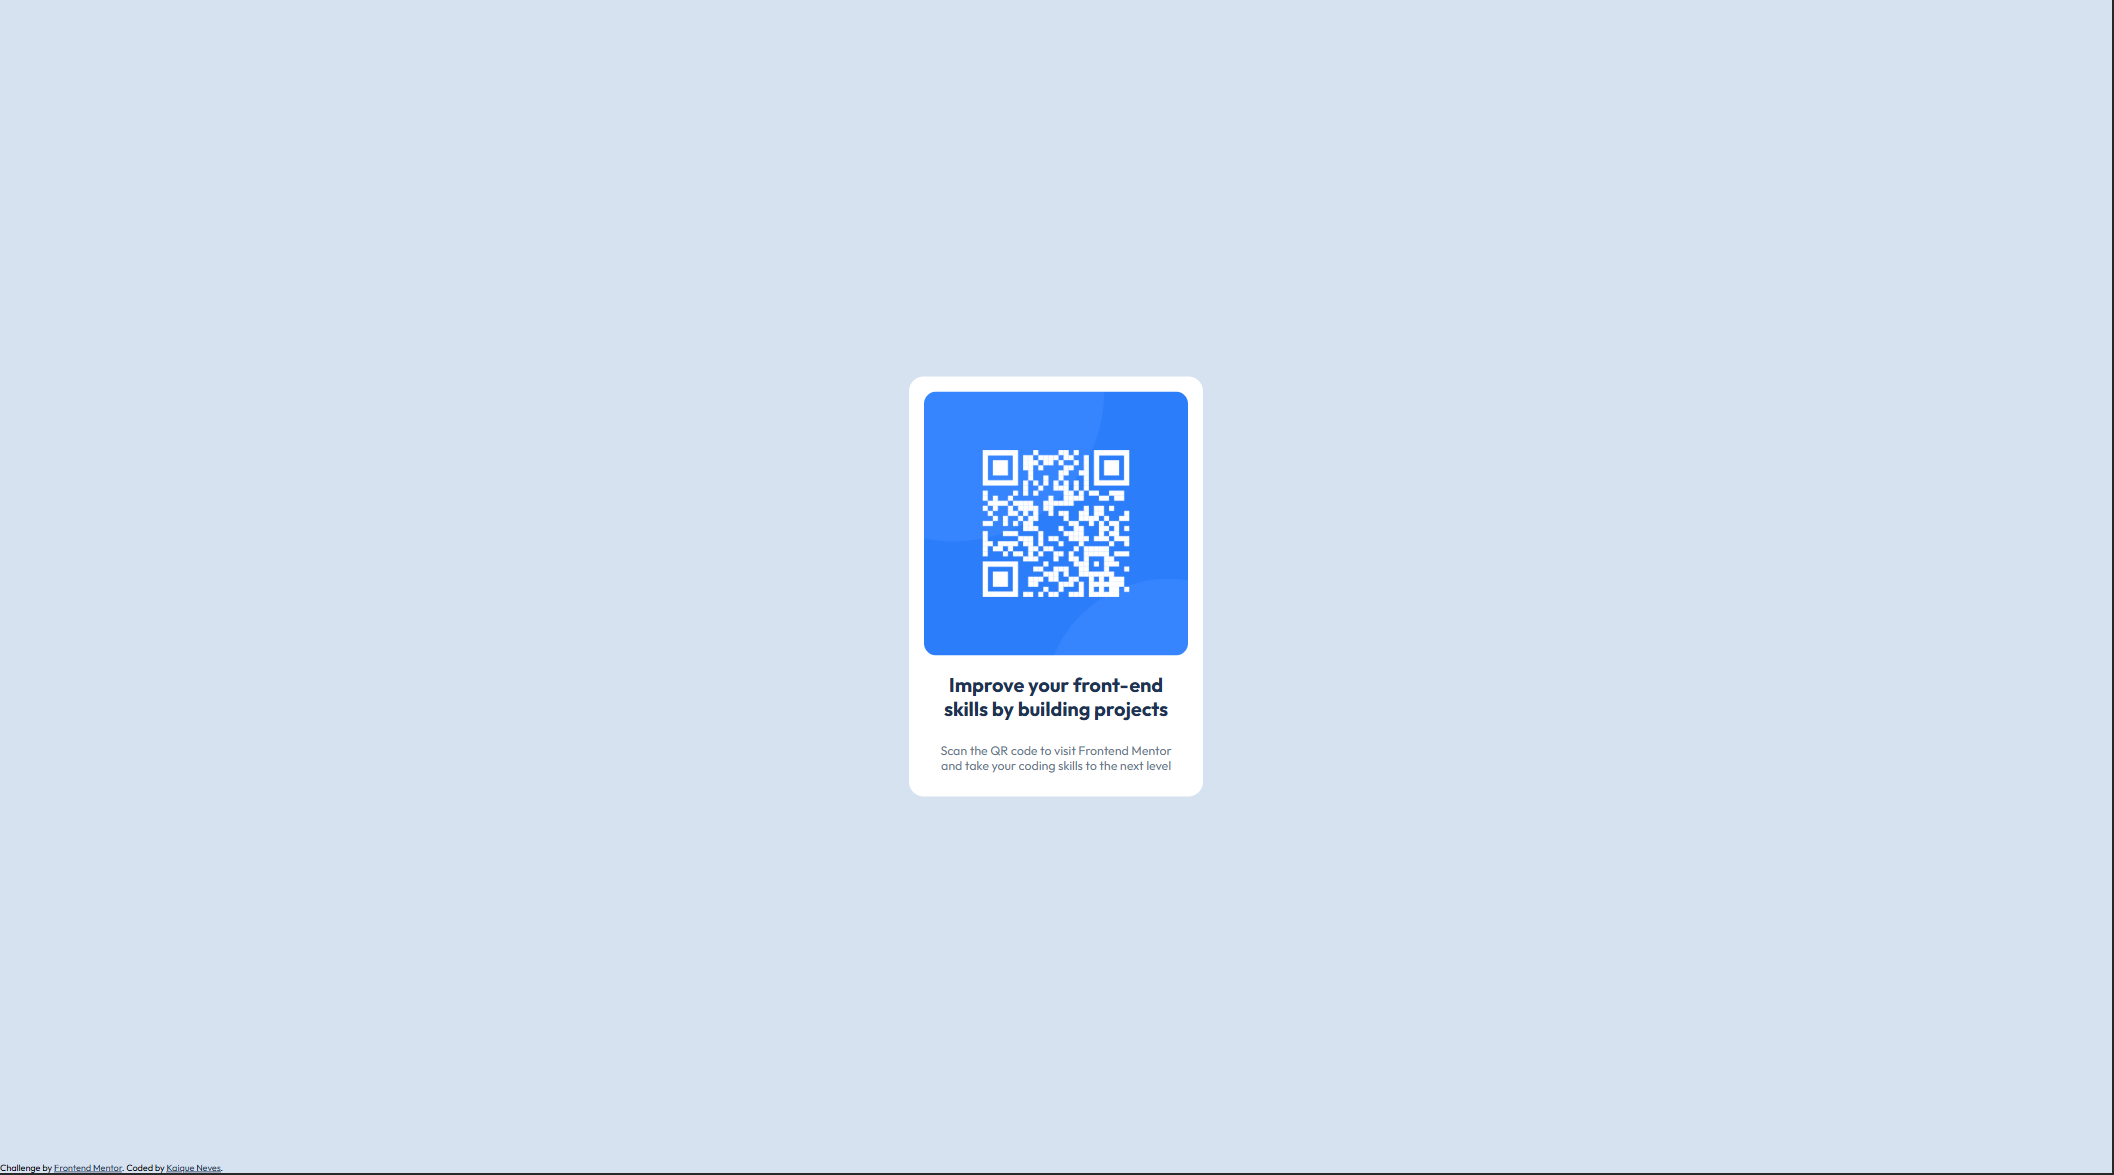 Improve your front-end
skills by building projects
Scan the QR code to visit Frontend Mentor
and take your coding skills to the next level
Challenge by Frontend Mentor. Coded by Kaique Neves.